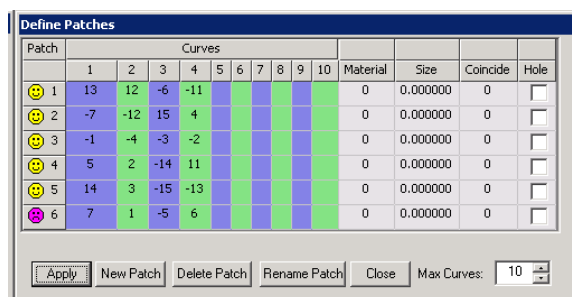 Define Patches
Patch Curves
1 2 3 4 5 6 7 8 9 10 Material Size Coincide Hole
1 13 12 -6 -11 0 0.000000 0
2 -7 -12 15 4 0 0.000000 0
3 -1 -4 -3 -2 0 0.000000 0
4 5 2 -14 11 0 0.000000 0
5 14 3 -15 -13 0 0.000000 0
6 7 1 -5 6 0 0.000000 0
Apply New Patch Delete Patch Rename Patch Close Max Curves: 10